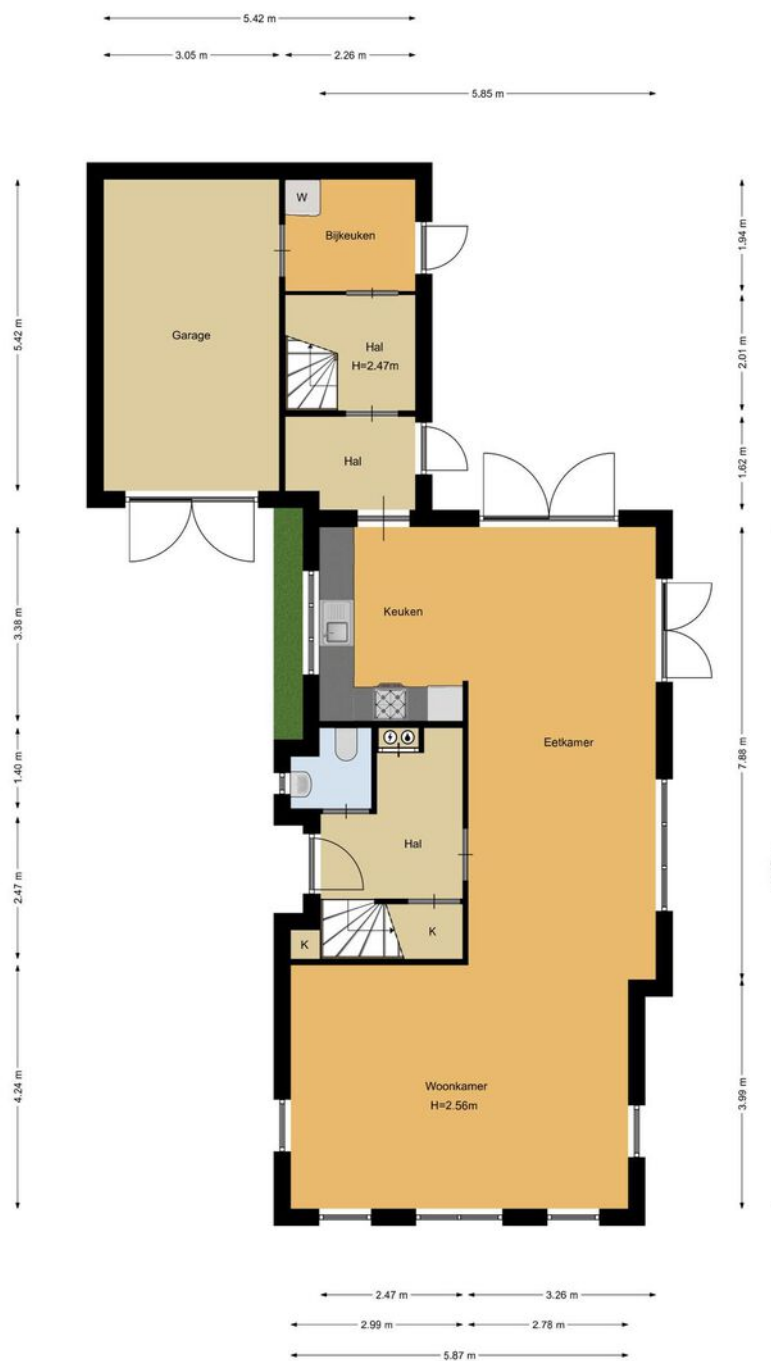 5.42 m
3.05 m
2.26 m
5.85 m
W
Bijkeuken
1.94 m
5.42 m
Garage
Hal
H=2.47m
2.01 m
Hal
1.62 m
3.38 m
Keuken
1.40 m
Eetkamer
7.88 m
2.47 m
Hal
K
K
4.24 m
Woonkamer
H=2.56m
3.99 m
2.47 m
3.26 m
2.99 m
2.78 m
5.87 m